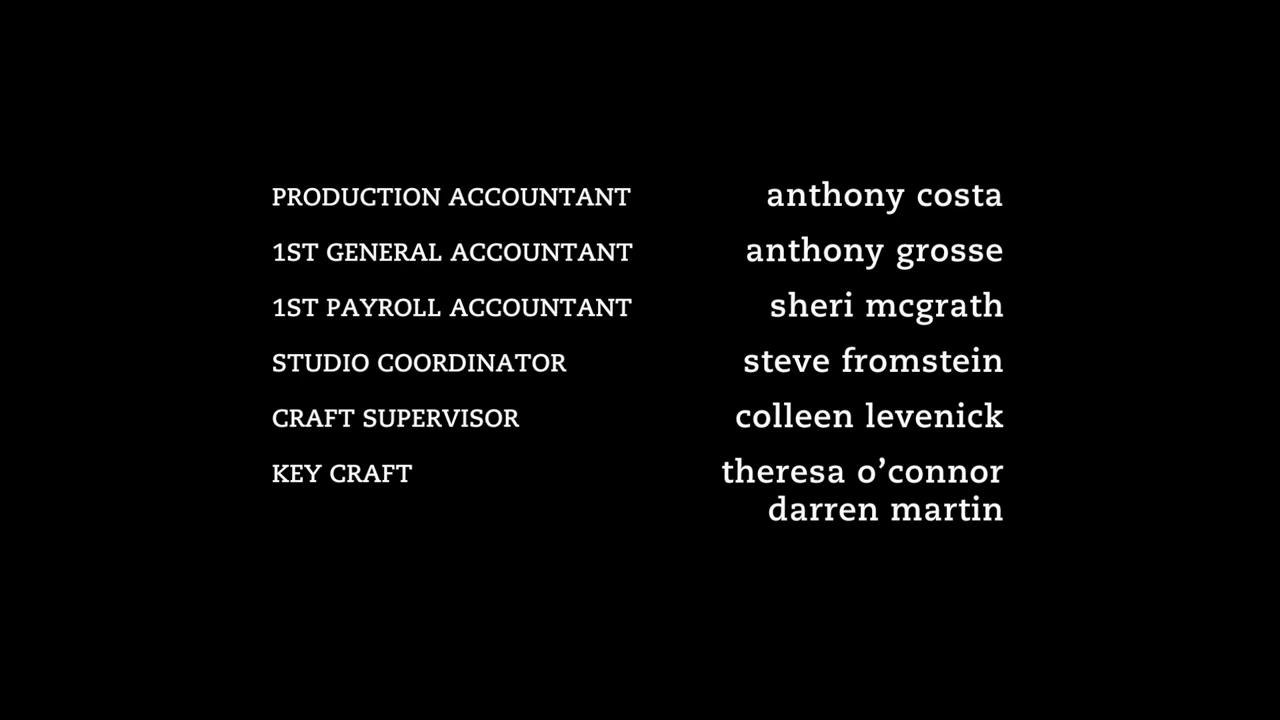 PRODUCTION ACCOUNTANT anthony costa
1ST GENERAL ACCOUNTANT anthony grosse
1ST PAYROLL ACCOUNTANT sheri mcgrath
STUDIO COORDINATOR steve fromstein
CRAFT SUPERVISOR colleen levenick
KEY CRAFT theresa o’connor
darren martin